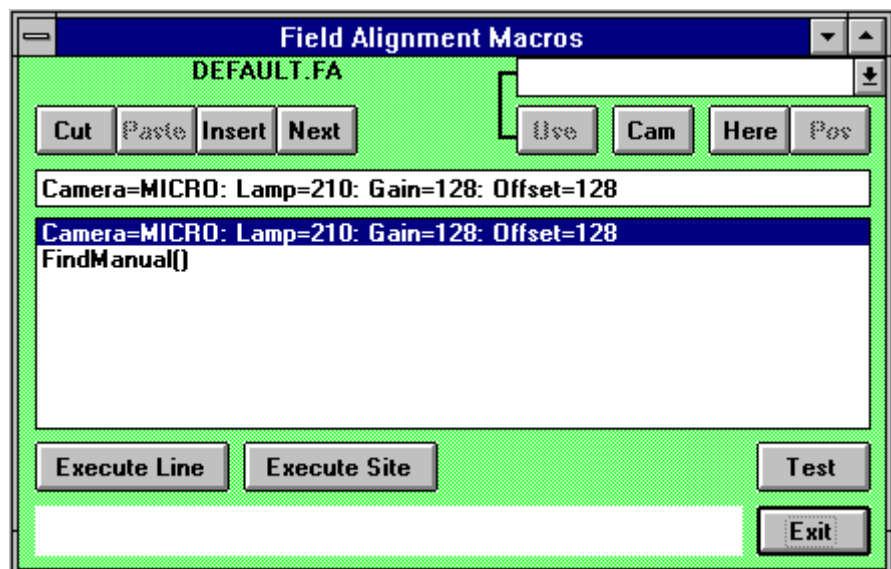 Field Alignment Macros
DEFAULT.FA
Cut Paste Insert Next Use Cam Here Pos
Camera=MICRO: Lamp=210: Gain=128: Offset=128
Camera=MICRO: Lamp=210: Gain=128: Offset=128
FindManual()
Execute Line Execute Site Test
Exit